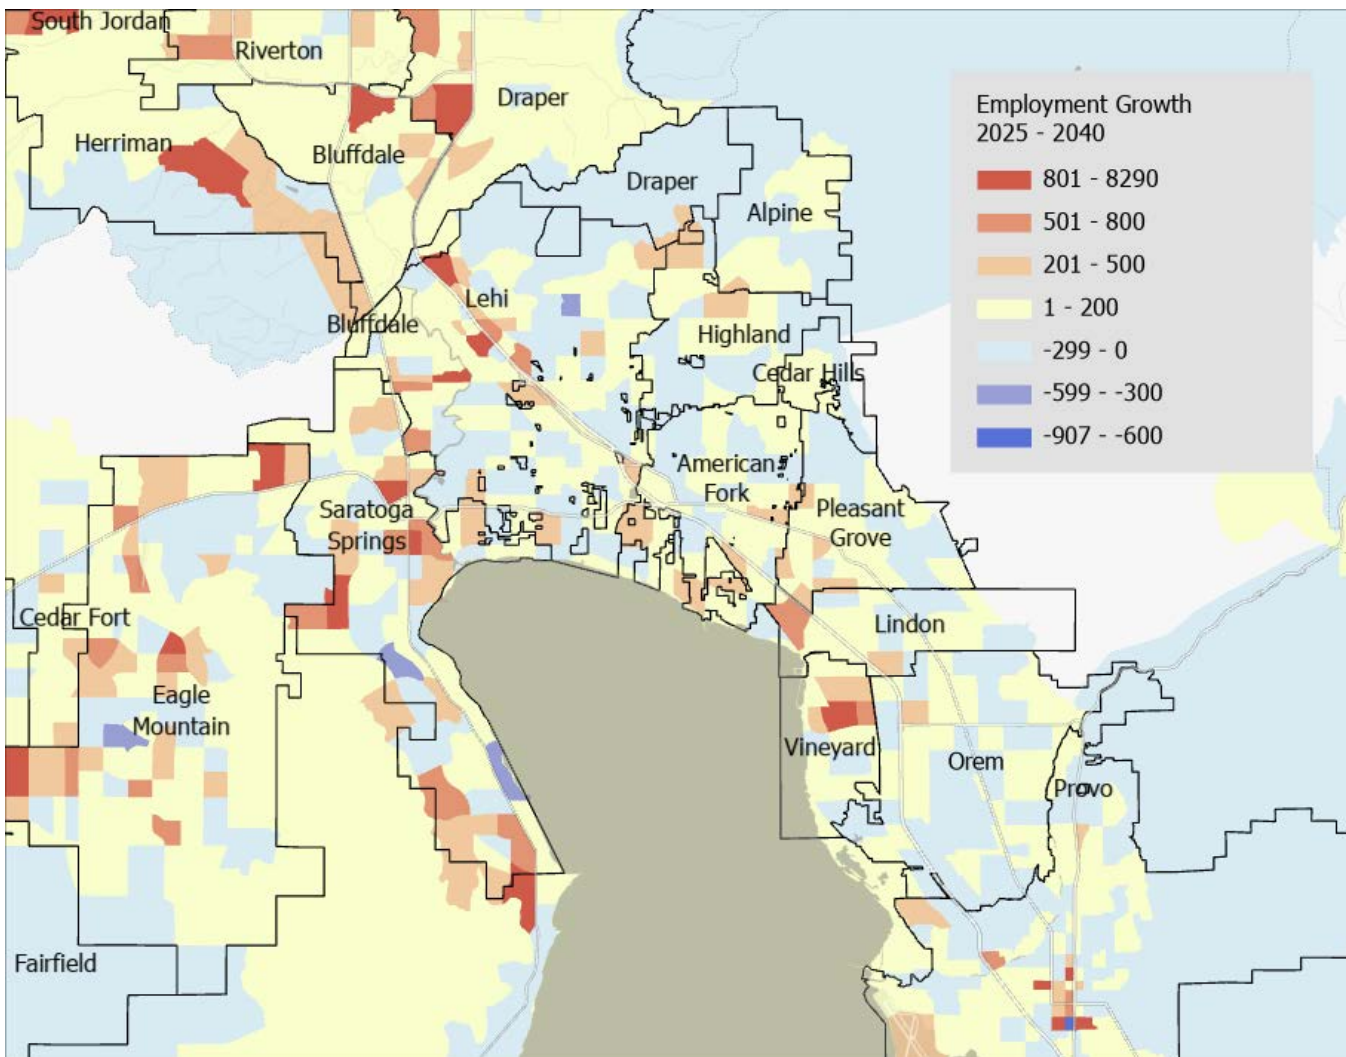 South Jordan
Riverton
Draper
Employment Growth
2025 - 2040
Herriman
Bluffdale
801 - 8290
Draper
Alpine
501 - 800
201 - 500
Lehi
1 - 200
Bluffdale
Highland
-299 - 0
Cedar Hills
-599 - -300
-907 - -600
American
Fork
Saratoga
Springs
Pleasant
Grove
Cedar Fort
Lindon
Eagle
Mountain
Vineyard
Orem
Provo
Fairfield